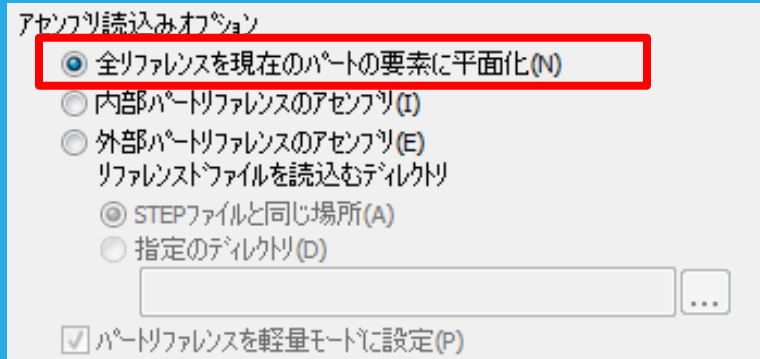 アセンブリ読込みオプション
全リファレンスを現在のパートの要素に平面化(N)
内部パートリファレンスのアセンブリ(I)
外部パートリファレンスのアセンブリ(E)
リファレンスドファイルを読込むディレクトリ
STEPファイルと同じ場所(A)
指定のディレクトリ(D)
...
パートリファレンスを軽量モードに設定(P)